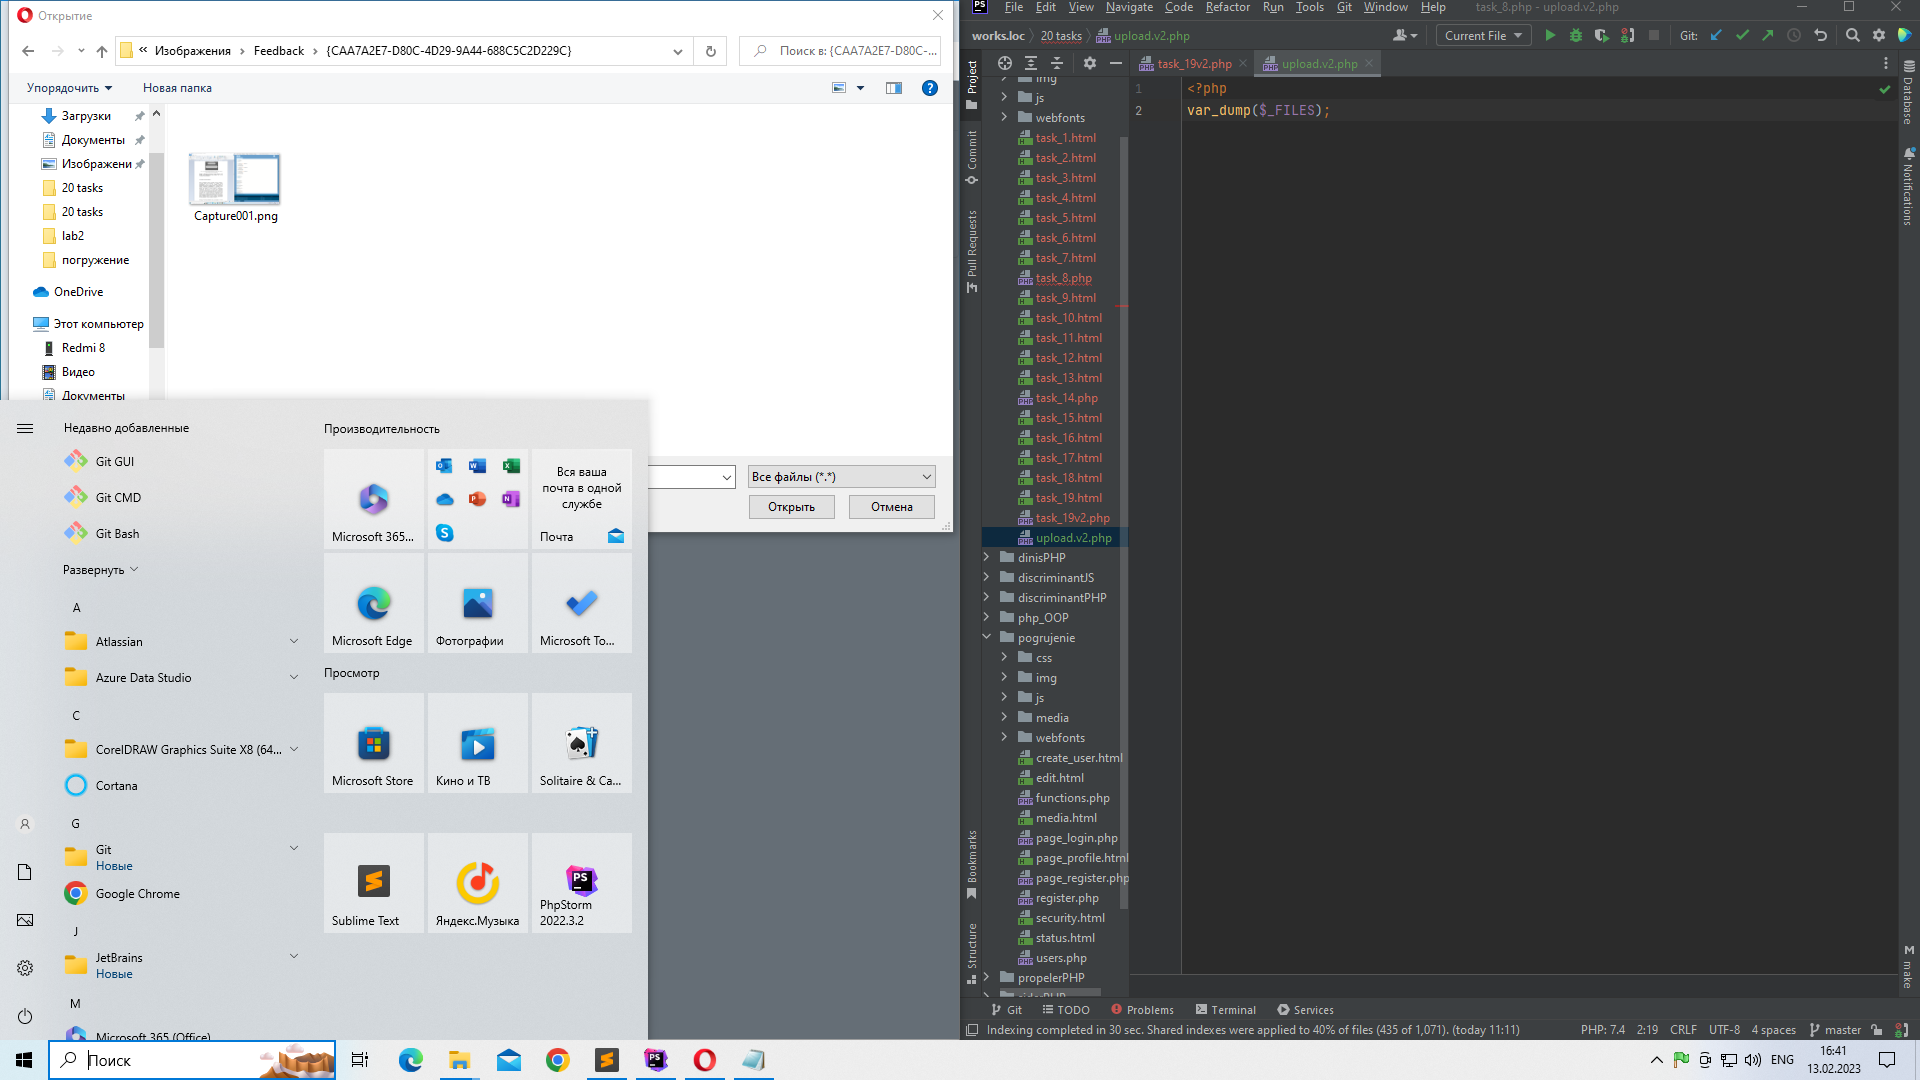 Открытие
« Изображения › Feedback › {CAA7A2E7-D80C-4D29-9A44-688C5C2D229C}
Поиск в: {CAA7A2E7-D80C-...
Упорядочить
Новая папка
Загрузки
Документы
Изображени
20 tasks
20 tasks
lab2
погружение
OneDrive
Этот компьютер
Redmi 8
Видео
Документы
Capture001.png
Все файлы (*.*)
Открыть
Отмена
Недавно добавленные
Git GUI
Git CMD
Git Bash
Развернуть
A
Atlassian
Azure Data Studio
C
CorelDRAW Graphics Suite X8 (64...
Cortana
G
Git
Новые
Google Chrome
J
JetBrains
Новые
M
Microsoft 365 (Office)
Производительность
Microsoft 365...
Вся ваша
почта в одной
службе
Почта
Microsoft Edge
Фотографии
Microsoft To...
Просмотр
Microsoft Store
Кино и ТВ
Solitaire & Ca...
Sublime Text
Яндекс.Музыка
PhpStorm
2022.3.2
Поиск
File Edit View Navigate Code Refactor Run Tools Git Window Help
task_8.php - upload.v2.php
works.loc › 20 tasks › upload.v2.php
Current File
Git:
Project
Commit
Pull Requests
Bookmarks
Structure
task_19v2.php
upload.v2.php
1 <?php
2 var_dump($_FILES);
img
js
webfonts
task_1.html
task_2.html
task_3.html
task_4.html
task_5.html
task_6.html
task_7.html
task_8.php
task_9.html
task_10.html
task_11.html
task_12.html
task_13.html
task_14.php
task_15.html
task_16.html
task_17.html
task_18.html
task_19.html
task_19v2.php
upload.v2.php
dinisPHP
discriminantJS
discriminantPHP
php_OOP
pogrujenie
css
img
js
media
webfonts
create_user.html
edit.html
functions.php
media.html
page_login.php
page_profile.html
page_register.php
register.php
security.html
status.html
users.php
propelerPHP
Database
Notifications
make
Git
TODO
Problems
Terminal
Services
Indexing completed in 30 sec. Shared indexes were applied to 40% of files (435 of 1,071). (today 11:11)
PHP: 7.4 2:19 CRLF UTF-8 4 spaces master
ENG
16:41
13.02.2023